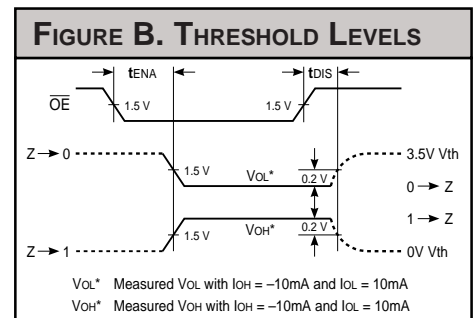 FIGURE B. THRESHOLD LEVELS
tENA tDIS
OE 1.5 V 1.5 V
Z 0 3.5V Vth
1.5 V VOL* 0.2 V
0 Z
1 Z
1.5 V VOH* 0.2 V
Z 1 0V Vth
VOL* Measured VOL with IOH = –10mA and IOL = 10mA
VOH* Measured VOH with IOH = –10mA and IOL = 10mA